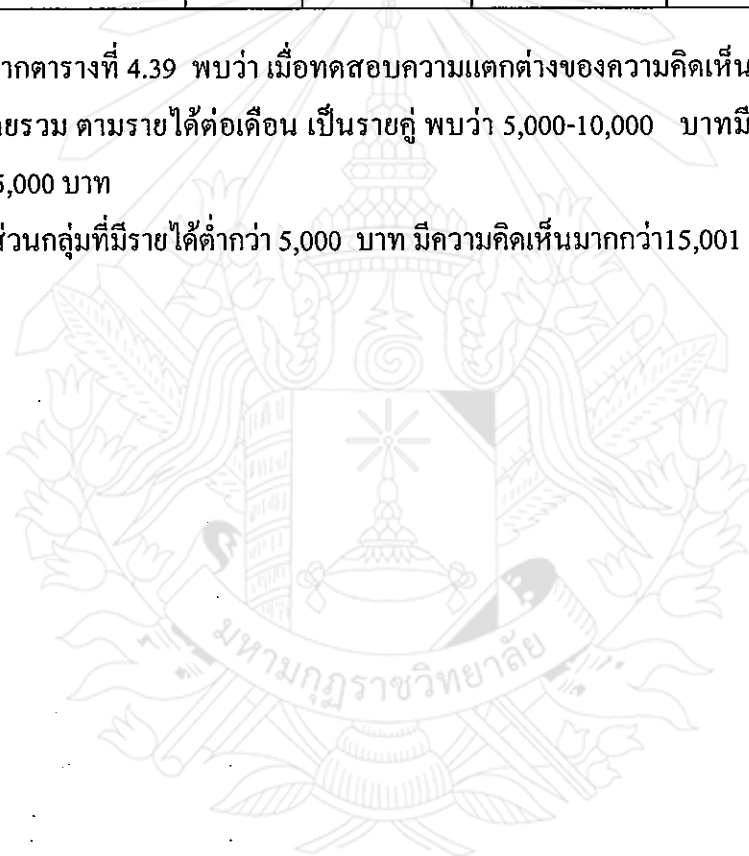 ากตารางที่ 4.39 พบว่า เมื่อทดสอบความแตกต่างของความคิดเห็น
ยรวม ตามรายได้ต่อเดือน เป็นรายคู่ พบว่า 5,000-10,000 บาทมี
5,000 บาท
ส่วนกลุ่มที่มีรายได้ต่ำกว่า 5,000 บาท มีความคิดเห็นมากกว่า15,001
มหามกุฏราชวิทยาลัย